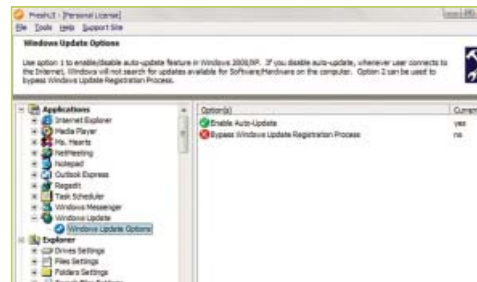 FreshUI - [Personal License]
File Tools Help Support Site
Windows Update Options
Use option 1 to enable/disable auto-update feature in Windows 2000/XP. If you disable auto-update, whenever user connects to
the Internet, Windows will not search for updates available for Software/Hardware on the computer. Option 2 can be used to
bypass Windows Update Registration Process.
Applications
Internet Explorer
Media Player
Ms. Hearts
NetMeeting
Notepad
Outlook Express
Regedit
Task Scheduler
Windows Messenger
Windows Update
Windows Update Options
Explorer
Drives Settings
Files Settings
Folders Settings
Option(s) Curren
Enable Auto-Update yes
Bypass Windows Update Registration Process no